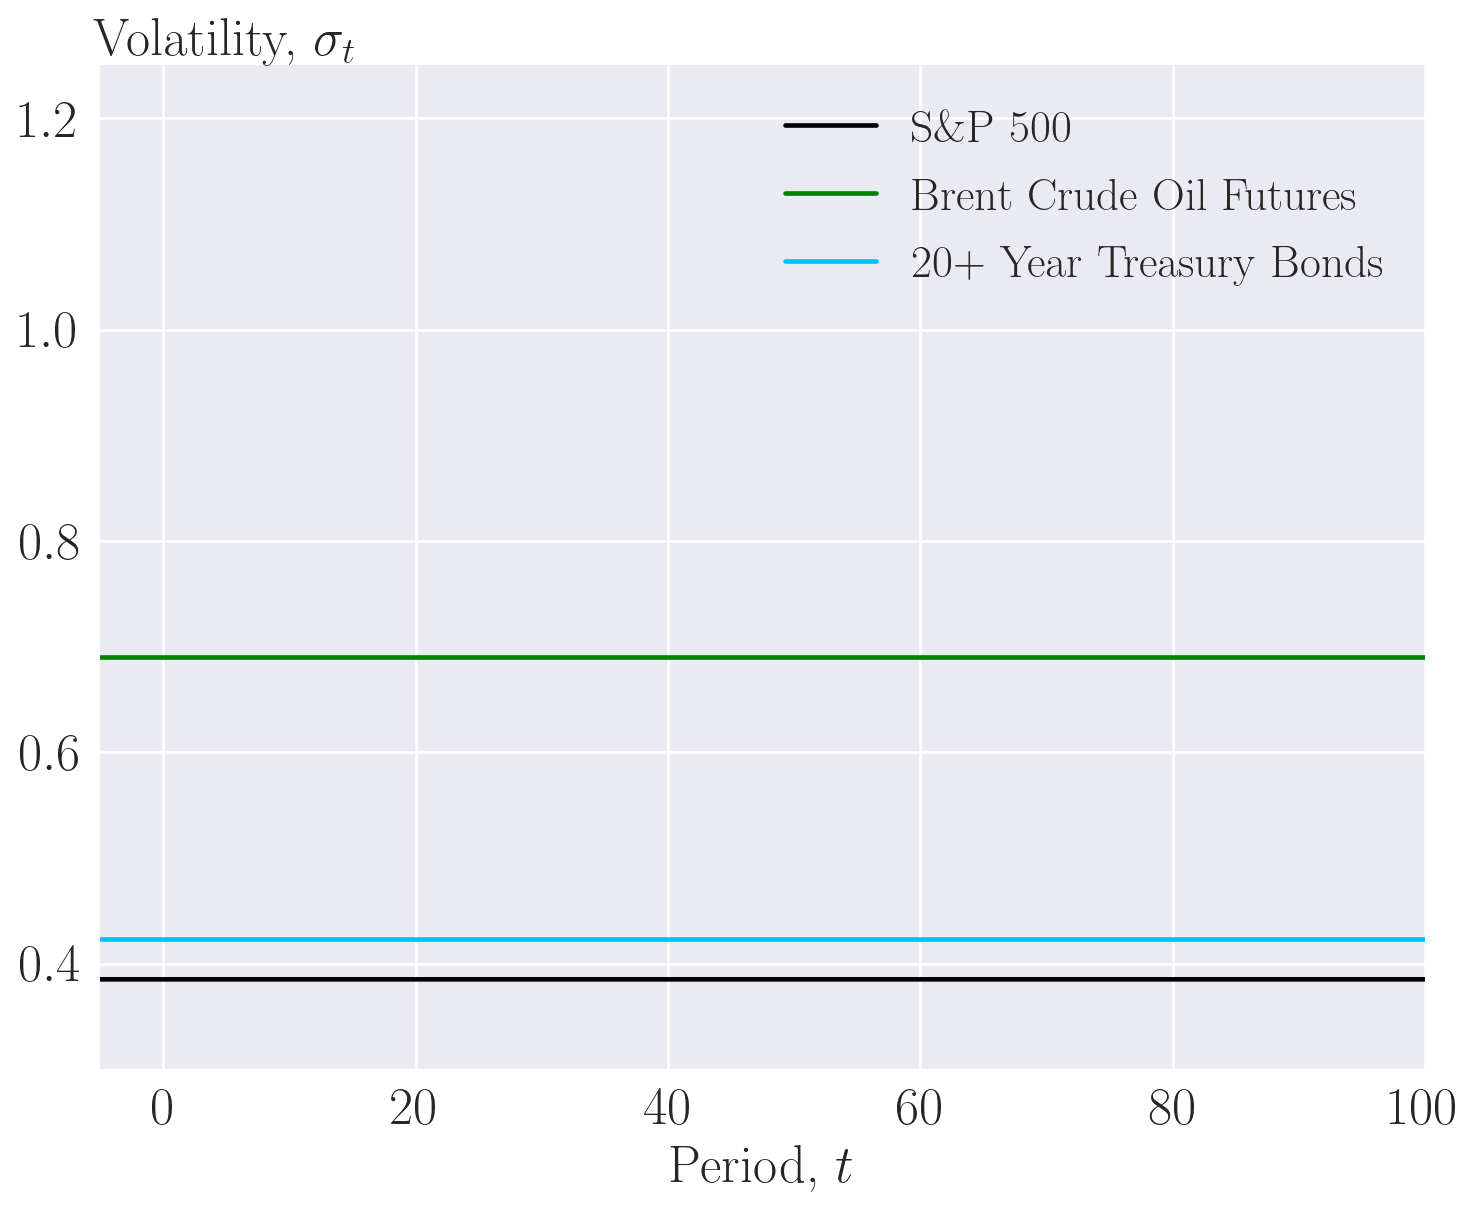 Volatility, σt
1.2
1.0
0.8
0.6
0.4
S&P 500
Brent Crude Oil Futures
20+ Year Treasury Bonds
0 20 40 60 80 100
Period, t